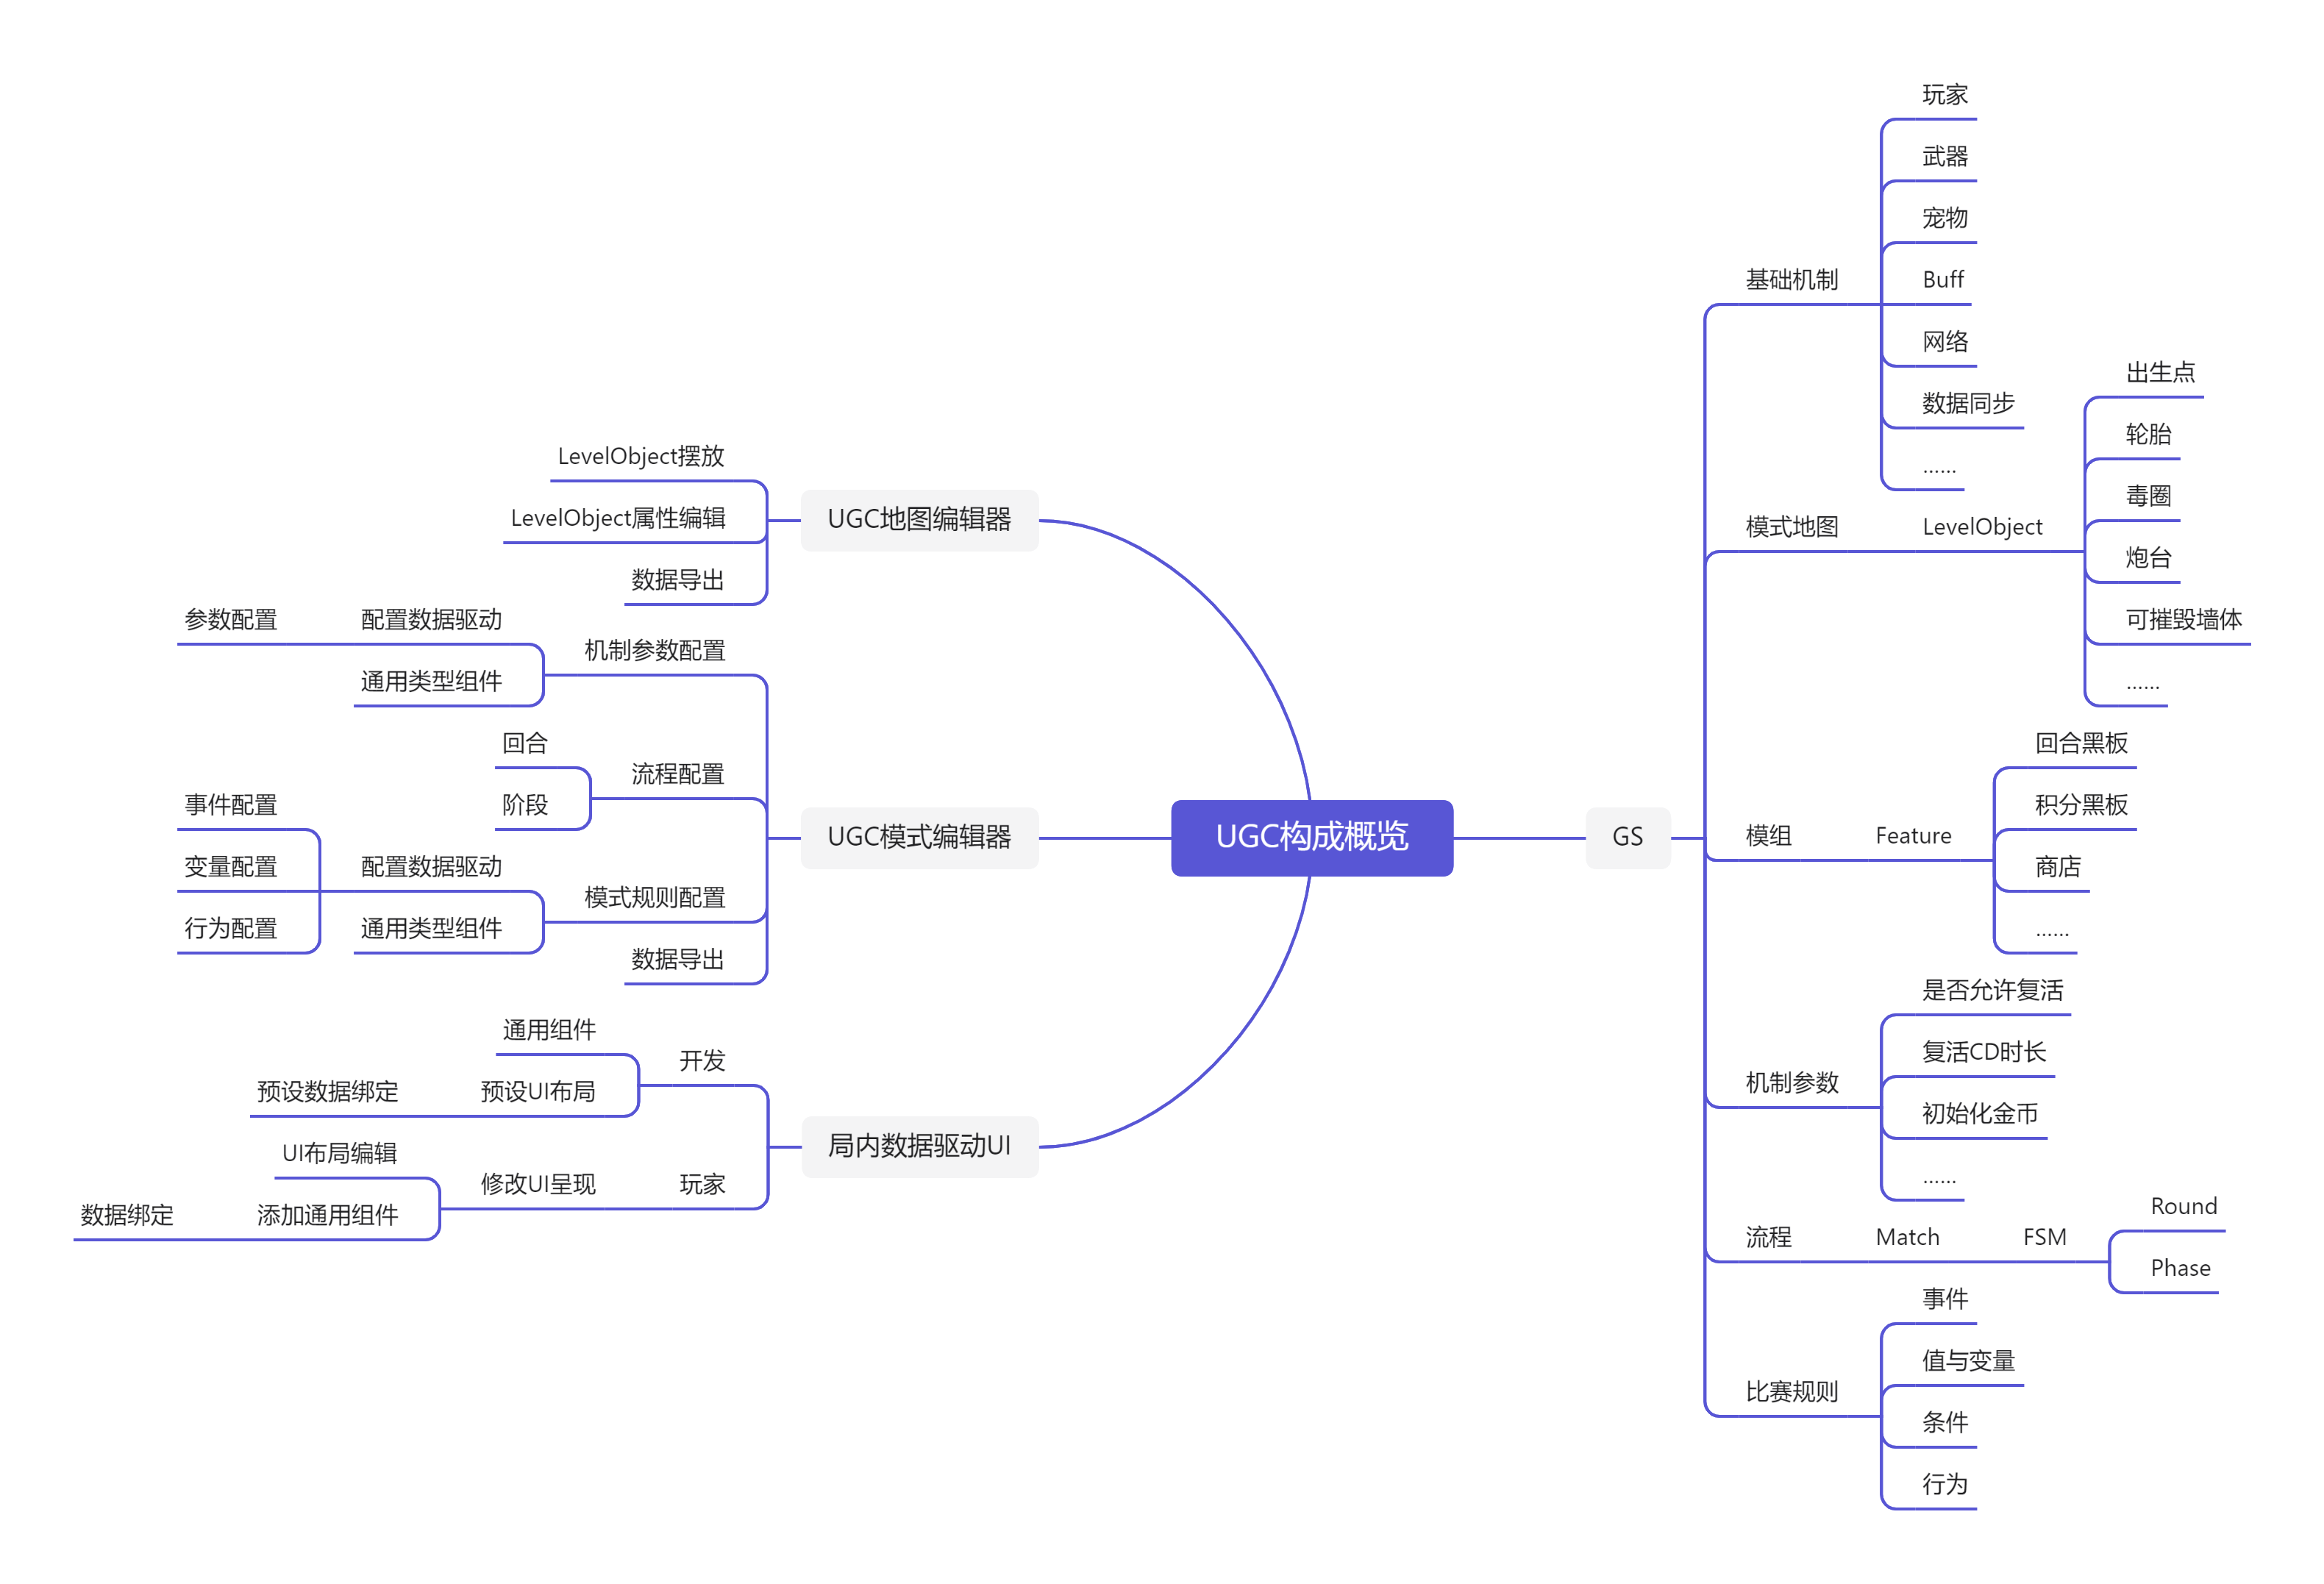 UGC构成概览
UGC地图编辑器
LevelObject摆放
LevelObject属性编辑
数据导出
UGC模式编辑器
机制参数配置
配置数据驱动
参数配置
通用类型组件
流程配置
回合
阶段
模式规则配置
配置数据驱动
事件配置
变量配置
行为配置
通用类型组件
数据导出
局内数据驱动UI
开发
通用组件
预设UI布局
预设数据绑定
玩家
修改UI呈现
UI布局编辑
添加通用组件
数据绑定
GS
基础机制
玩家
武器
宠物
Buff
网络
数据同步
……
模式地图
LevelObject
出生点
轮胎
毒圈
炮台
可摧毁墙体
……
模组
Feature
回合黑板
积分黑板
商店
……
机制参数
是否允许复活
复活CD时长
初始化金币
……
流程
Match
FSM
Round
Phase
比赛规则
事件
值与变量
条件
行为